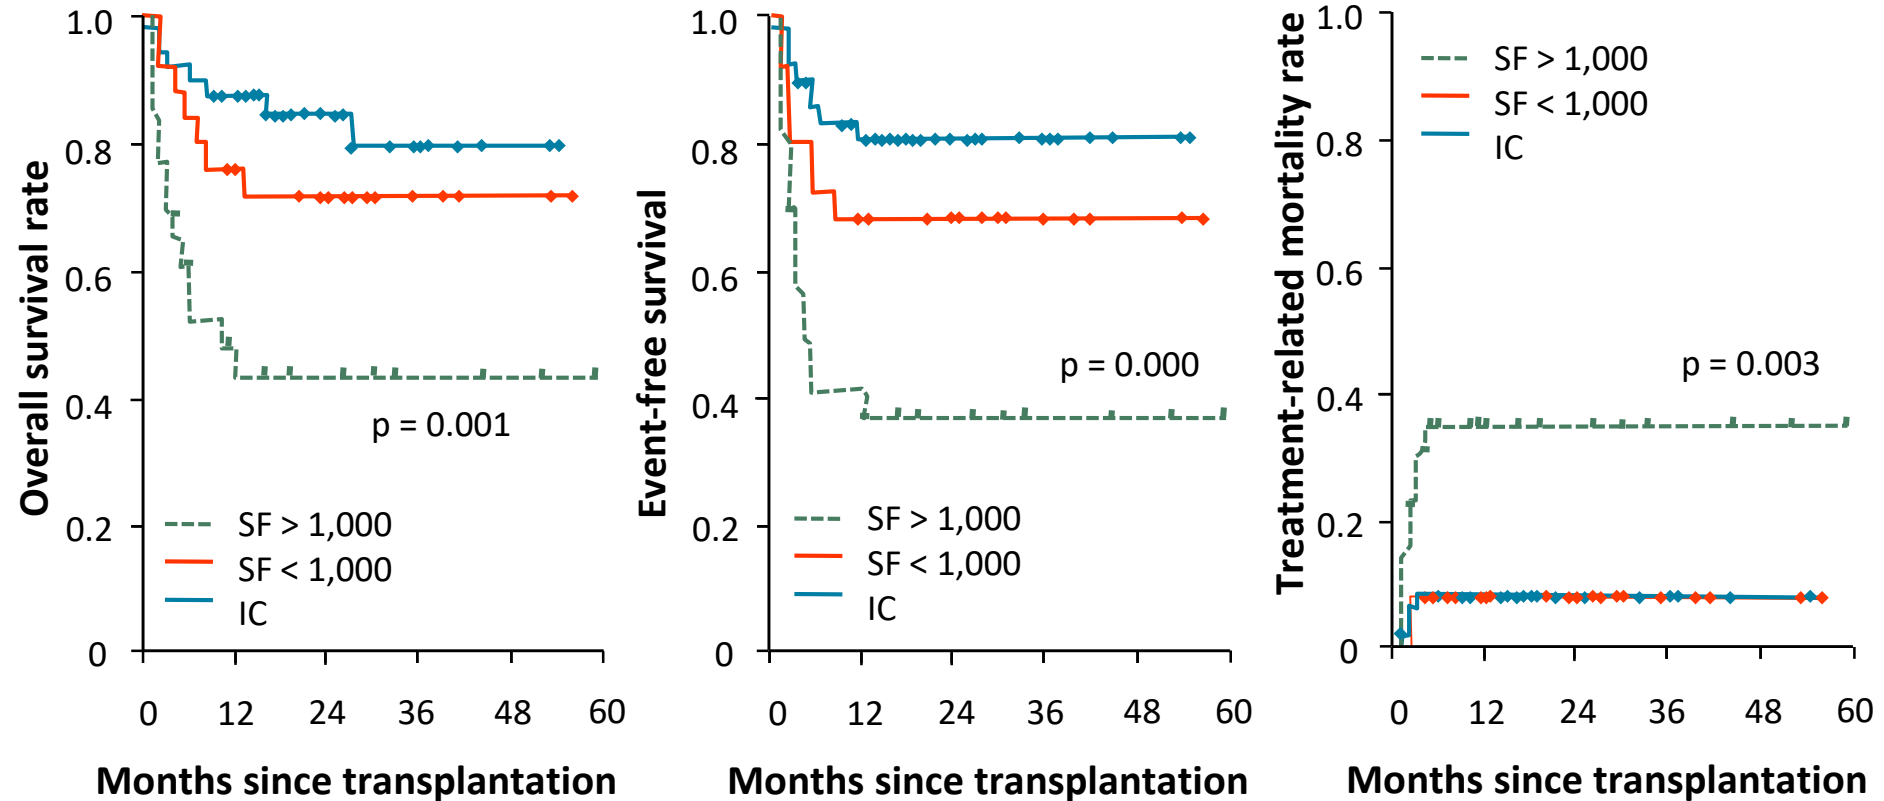 Overall survival rate
1.0
0.8
0.6
0.4
0.2
0
p = 0.001
SF > 1,000
SF < 1,000
IC
0 12 24 36 48 60
Months since transplantation
Event-free survival
1.0
0.8
0.6
0.4
0.2
0
p = 0.000
SF > 1,000
SF < 1,000
IC
0 12 24 36 48 60
Months since transplantation
Treatment-related mortality rate
1.0
0.8
0.6
0.4
0.2
0
SF > 1,000
SF < 1,000
IC
p = 0.003
0 12 24 36 48 60
Months since transplantation